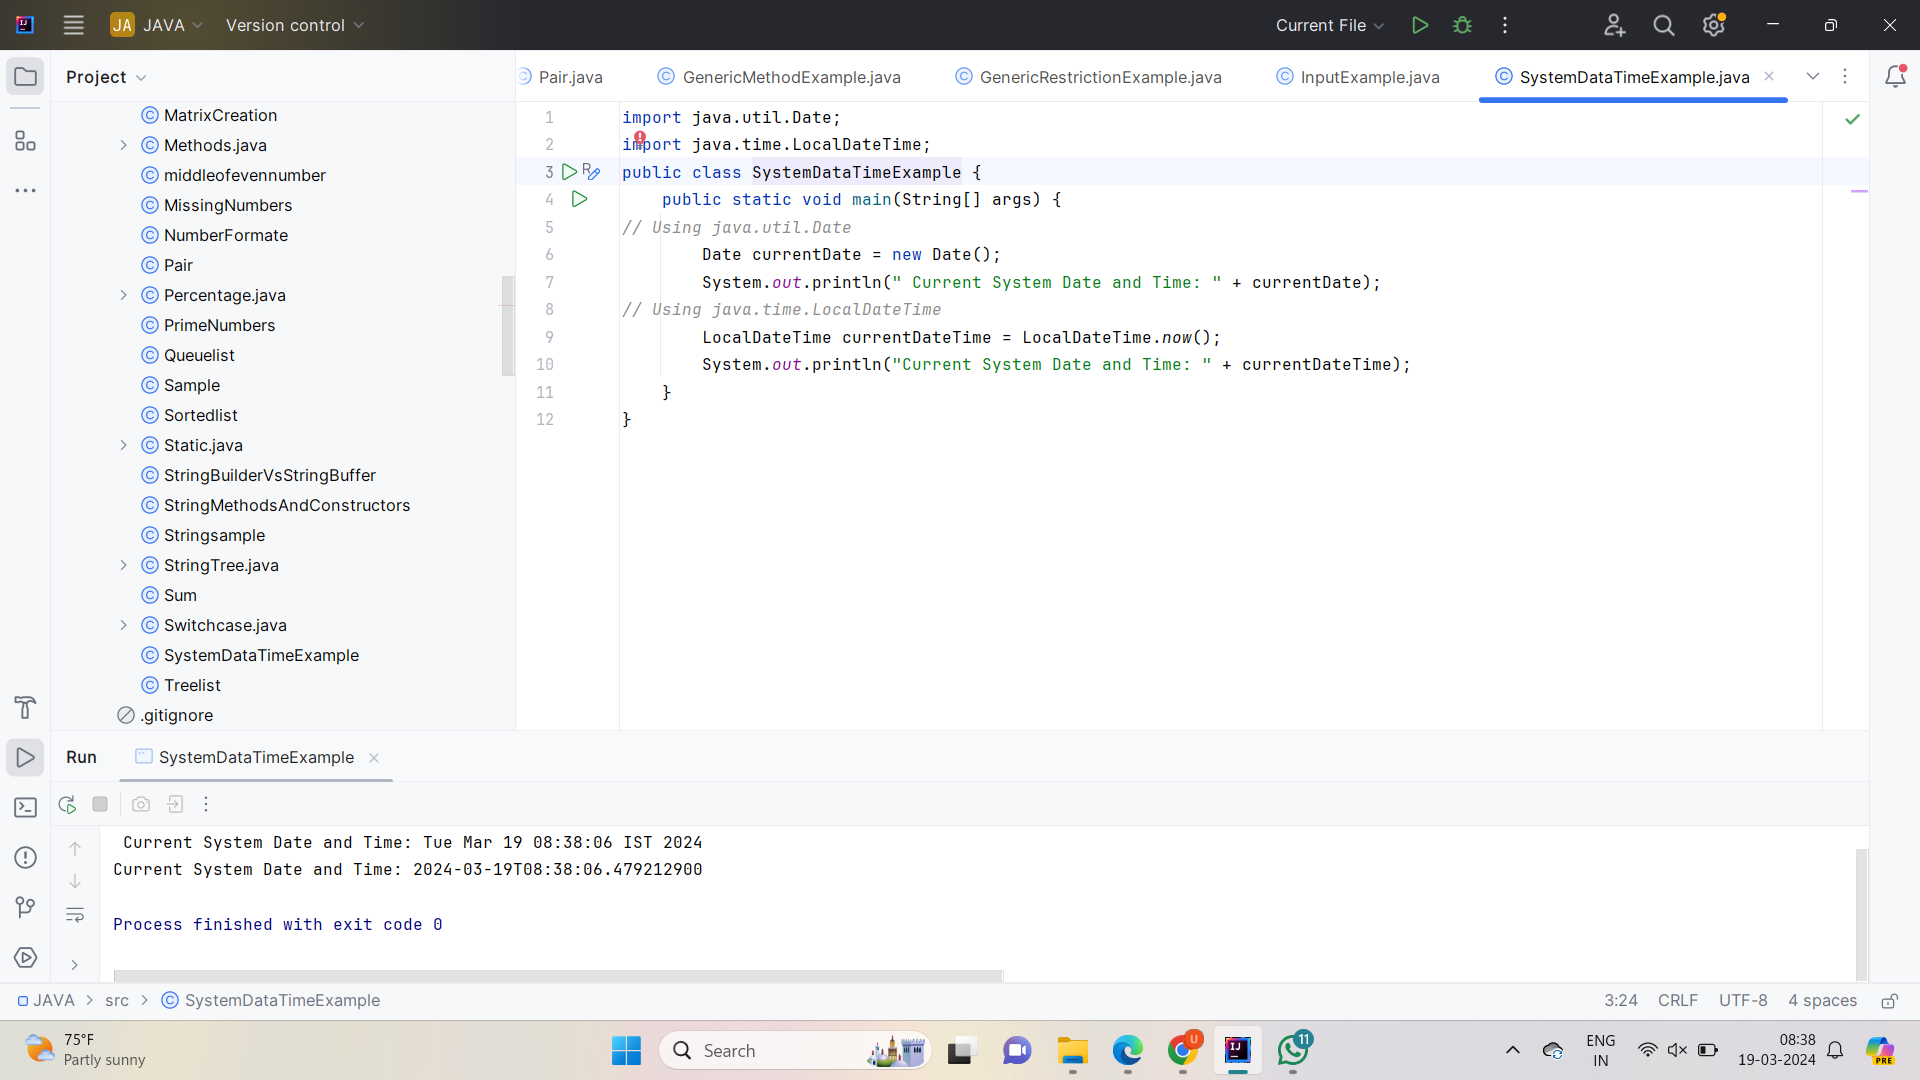 JA JAVA Version control Current File
Project
Pair.java GenericMethodExample.java GenericRestrictionExample.java InputExample.java SystemDataTimeExample.java
MatrixCreation
Methods.java
middleofevennumber
MissingNumbers
NumberFormate
Pair
Percentage.java
PrimeNumbers
Queuelist
Sample
Sortedlist
Static.java
StringBuilderVsStringBuffer
StringMethodsAndConstructors
Stringsample
StringTree.java
Sum
Switchcase.java
SystemDataTimeExample
Treelist
.gitignore
1 import java.util.Date;
2 import java.time.LocalDateTime;
3 public class SystemDataTimeExample {
4 public static void main(String[] args) {
5 // Using java.util.Date
6 Date currentDate = new Date();
7 System.out.println(" Current System Date and Time: " + currentDate);
8 // Using java.time.LocalDateTime
9 LocalDateTime currentDateTime = LocalDateTime.now();
10 System.out.println("Current System Date and Time: " + currentDateTime);
11 }
12 }
Run SystemDataTimeExample
Current System Date and Time: Tue Mar 19 08:38:06 IST 2024
Current System Date and Time: 2024-03-19T08:38:06.479212900
Process finished with exit code 0
JAVA > src > SystemDataTimeExample 3:24 CRLF UTF-8 4 spaces
75°F
Partly sunny
Search
U
IJ
11
ENG
IN
08:38
19-03-2024
PRE